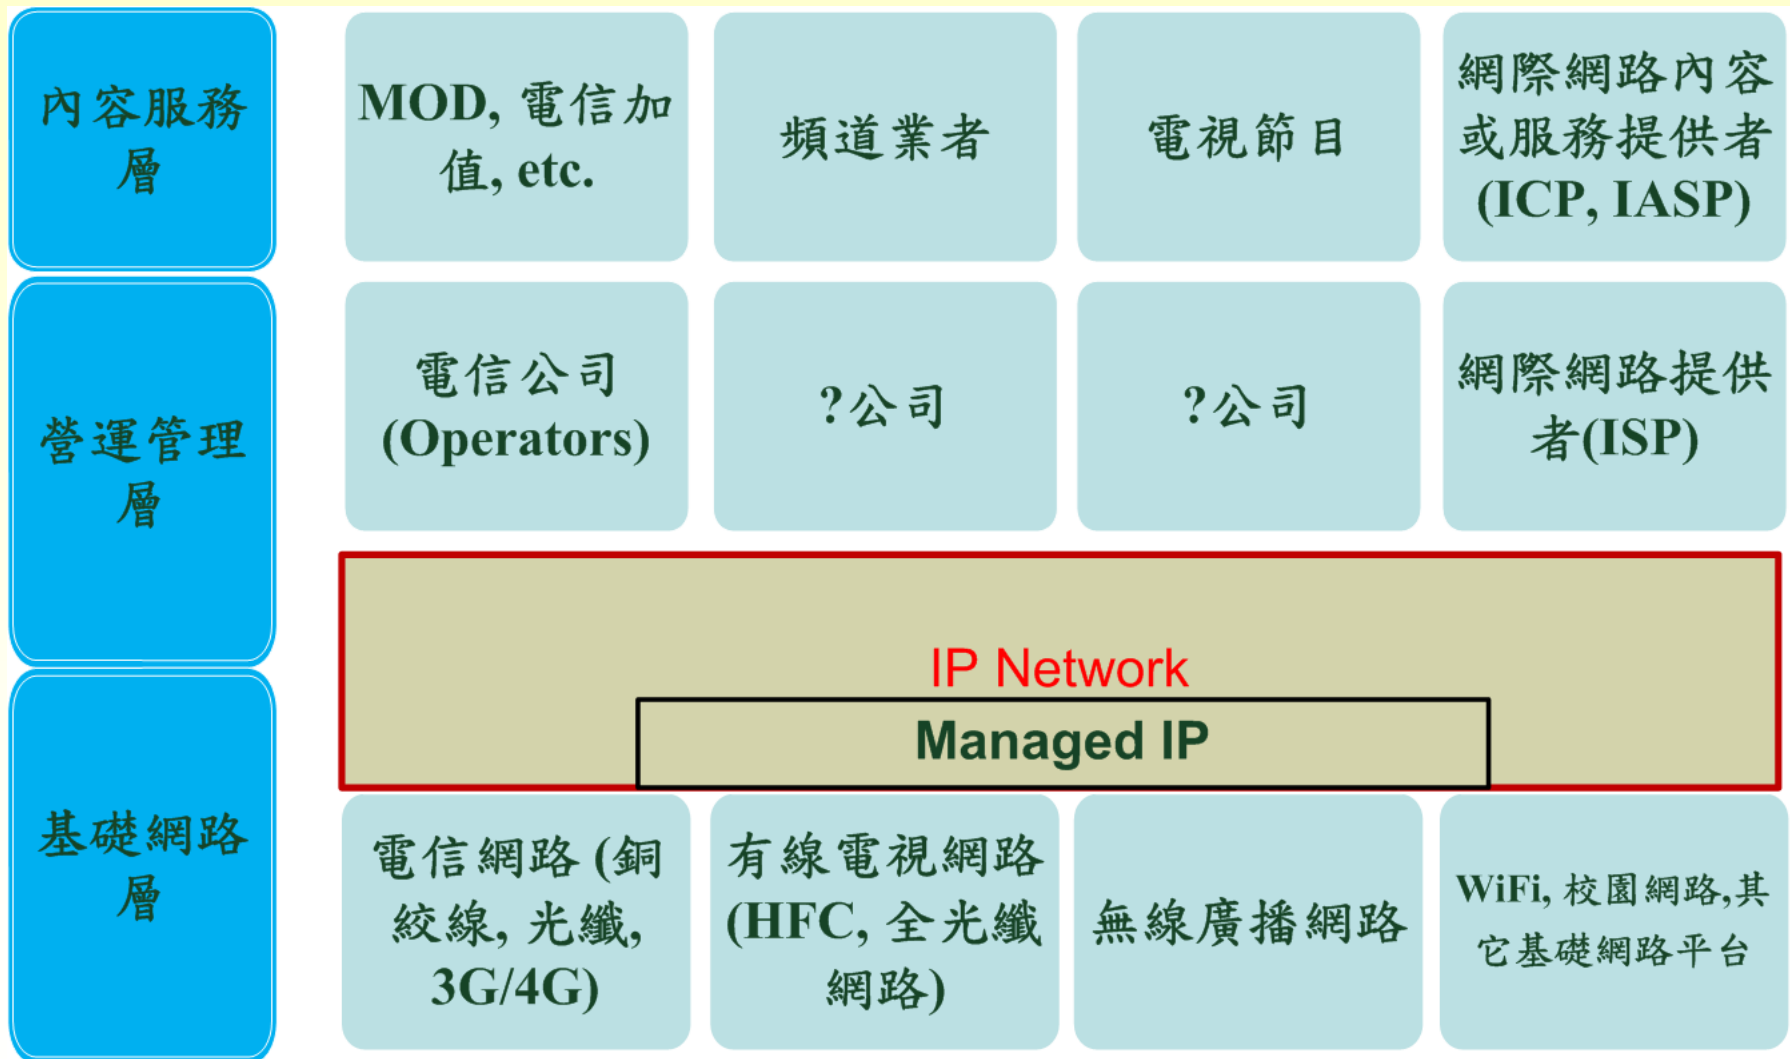 內容服務
層
MOD, 電信加
值, etc.
頻道業者
電視節目
網際網路內容
或服務提供者
(ICP, IASP)
營運管理
層
電信公司
(Operators)
?公司
?公司
網際網路提供
者(ISP)
IP Network
Managed IP
基礎網路
層
電信網路 (銅
絞線, 光纖,
3G/4G)
有線電視網路
(HFC, 全光纖
網路)
無線廣播網路
WiFi, 校園網路,其
它基礎網路平台